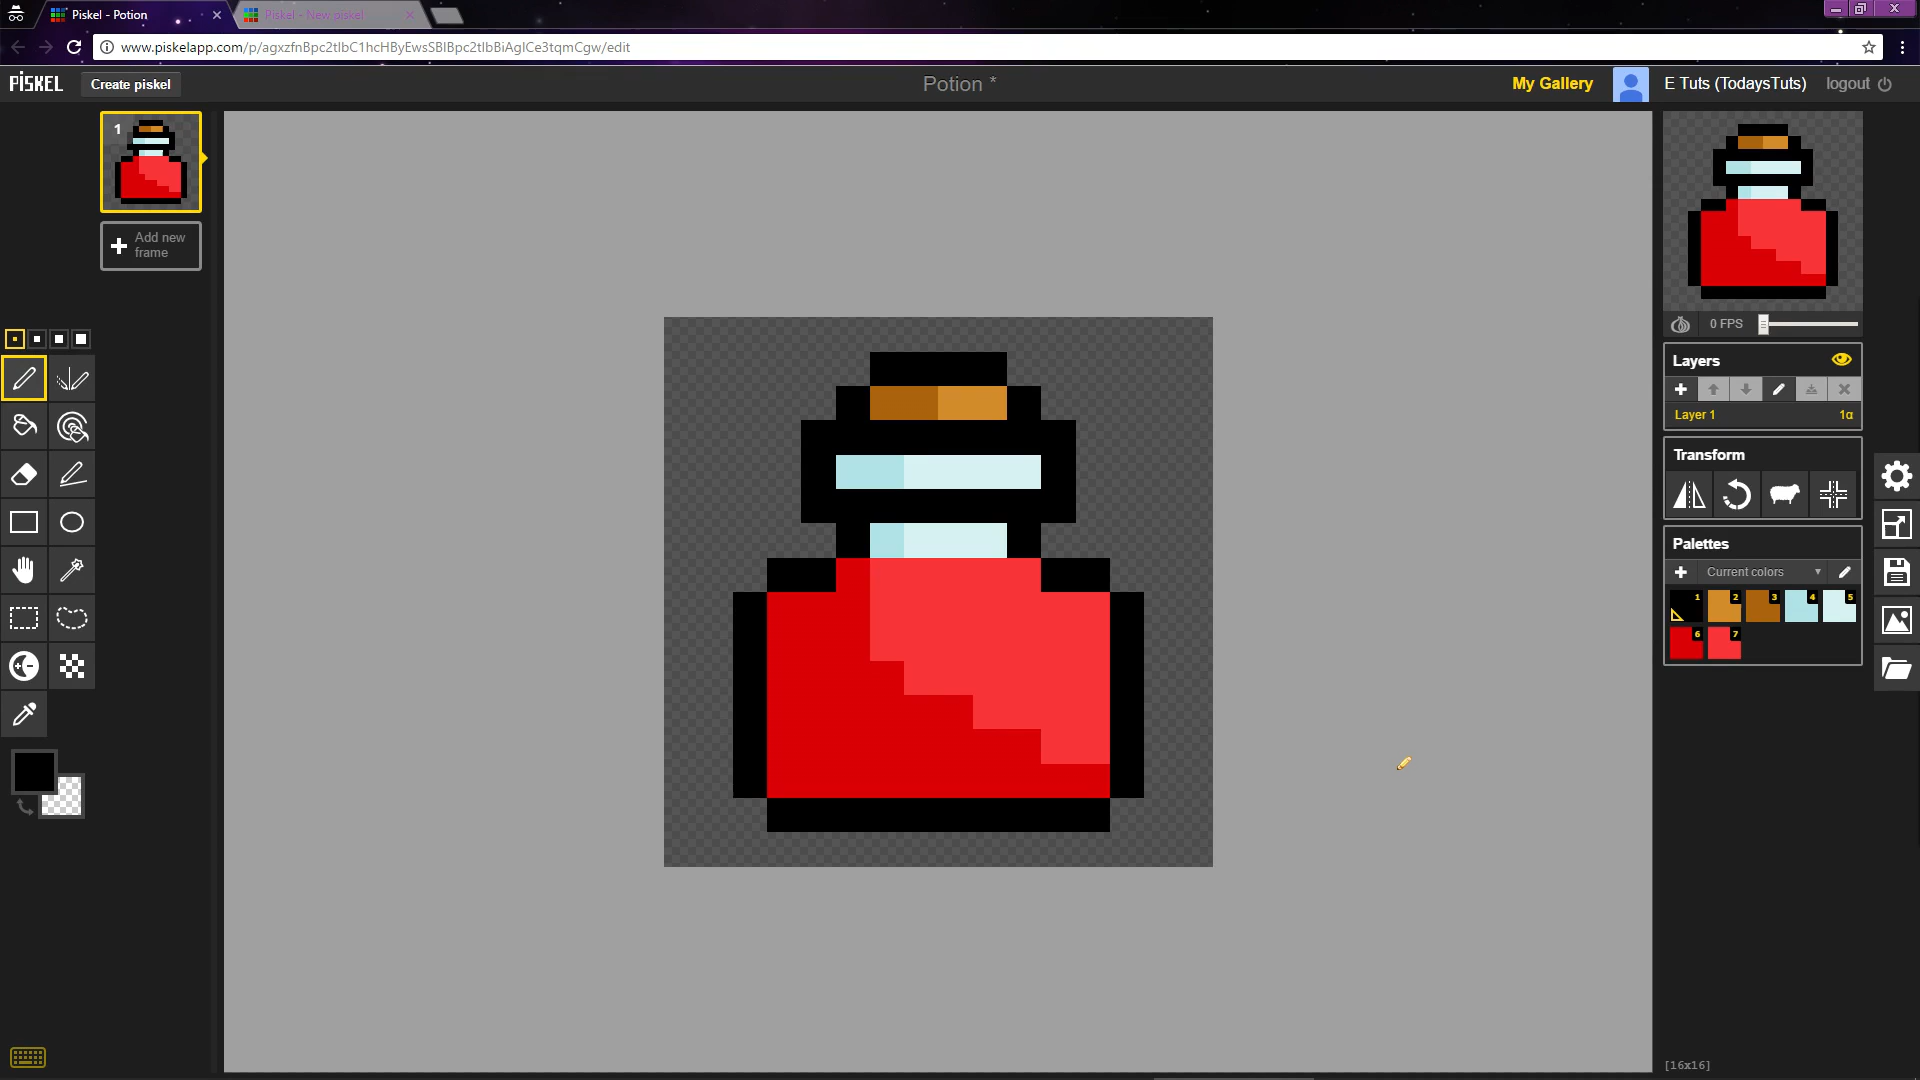 Piskel - Potion
Piskel - New piskel
www.piskelapp.com/p/agxzfnBpc2tlbC1hcHByEwsSBlBpc2tlbBiAgICe3tqmCgw/edit
PISKEL
Create piskel
Potion *
My Gallery
E Tuts (TodaysTuts)
logout
1
Add new
frame
0 FPS
Layers
Layer 1
1α
Transform
Palettes
Current colors
1
2
3
4
5
6
7
[16x16]